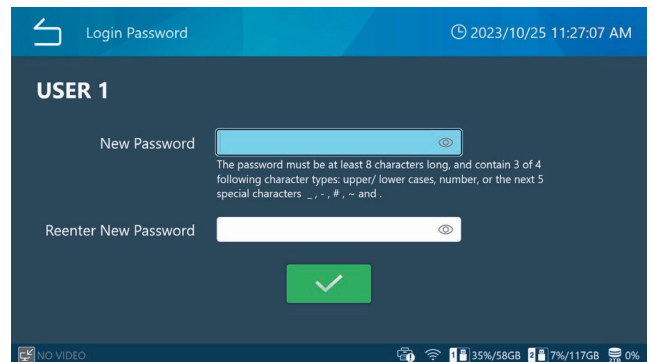 Login Password
2023/10/25 11:27:07 AM
USER 1
New Password
The password must be at least 8 characters long, and contain 3 of 4
following character types: upper/ lower cases, number, or the next 5
special characters _ , - , # , ~ and .
Reenter New Password
NO VIDEO
1 35%/58GB 2 7%/117GB 2TB 0%